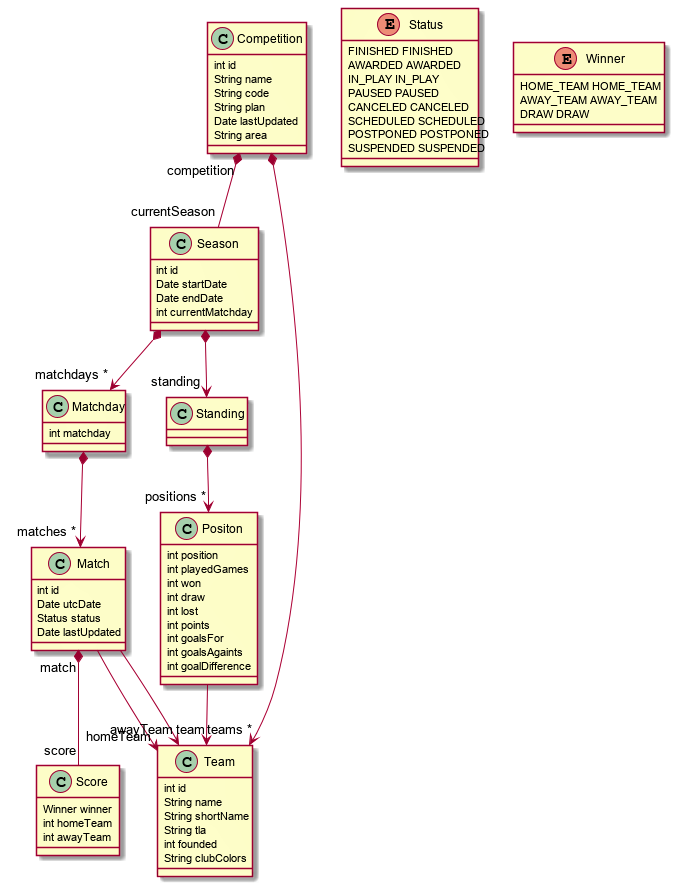 C Competition
int id
String name
String code
String plan
Date lastUpdated
String area
E Status
FINISHED FINISHED
AWARDED AWARDED
IN_PLAY IN_PLAY
PAUSED PAUSED
CANCELED CANCELED
SCHEDULED SCHEDULED
POSTPONED POSTPONED
SUSPENDED SUSPENDED
E Winner
HOME_TEAM HOME_TEAM
AWAY_TEAM AWAY_TEAM
DRAW DRAW
competition
currentSeason
C Season
int id
Date startDate
Date endDate
int currentMatchday
matchdays *
standing
C Matchday
int matchday
C Standing
matches *
positions *
C Match
int id
Date utcDate
Status status
Date lastUpdated
C Positon
int position
int playedGames
int won
int draw
int lost
int points
int goalsFor
int goalsAgaints
int goalDifference
match
score
homeTeam
awayTeam
team
teams *
C Score
Winner winner
int homeTeam
int awayTeam
C Team
int id
String name
String shortName
String tla
int founded
String clubColors